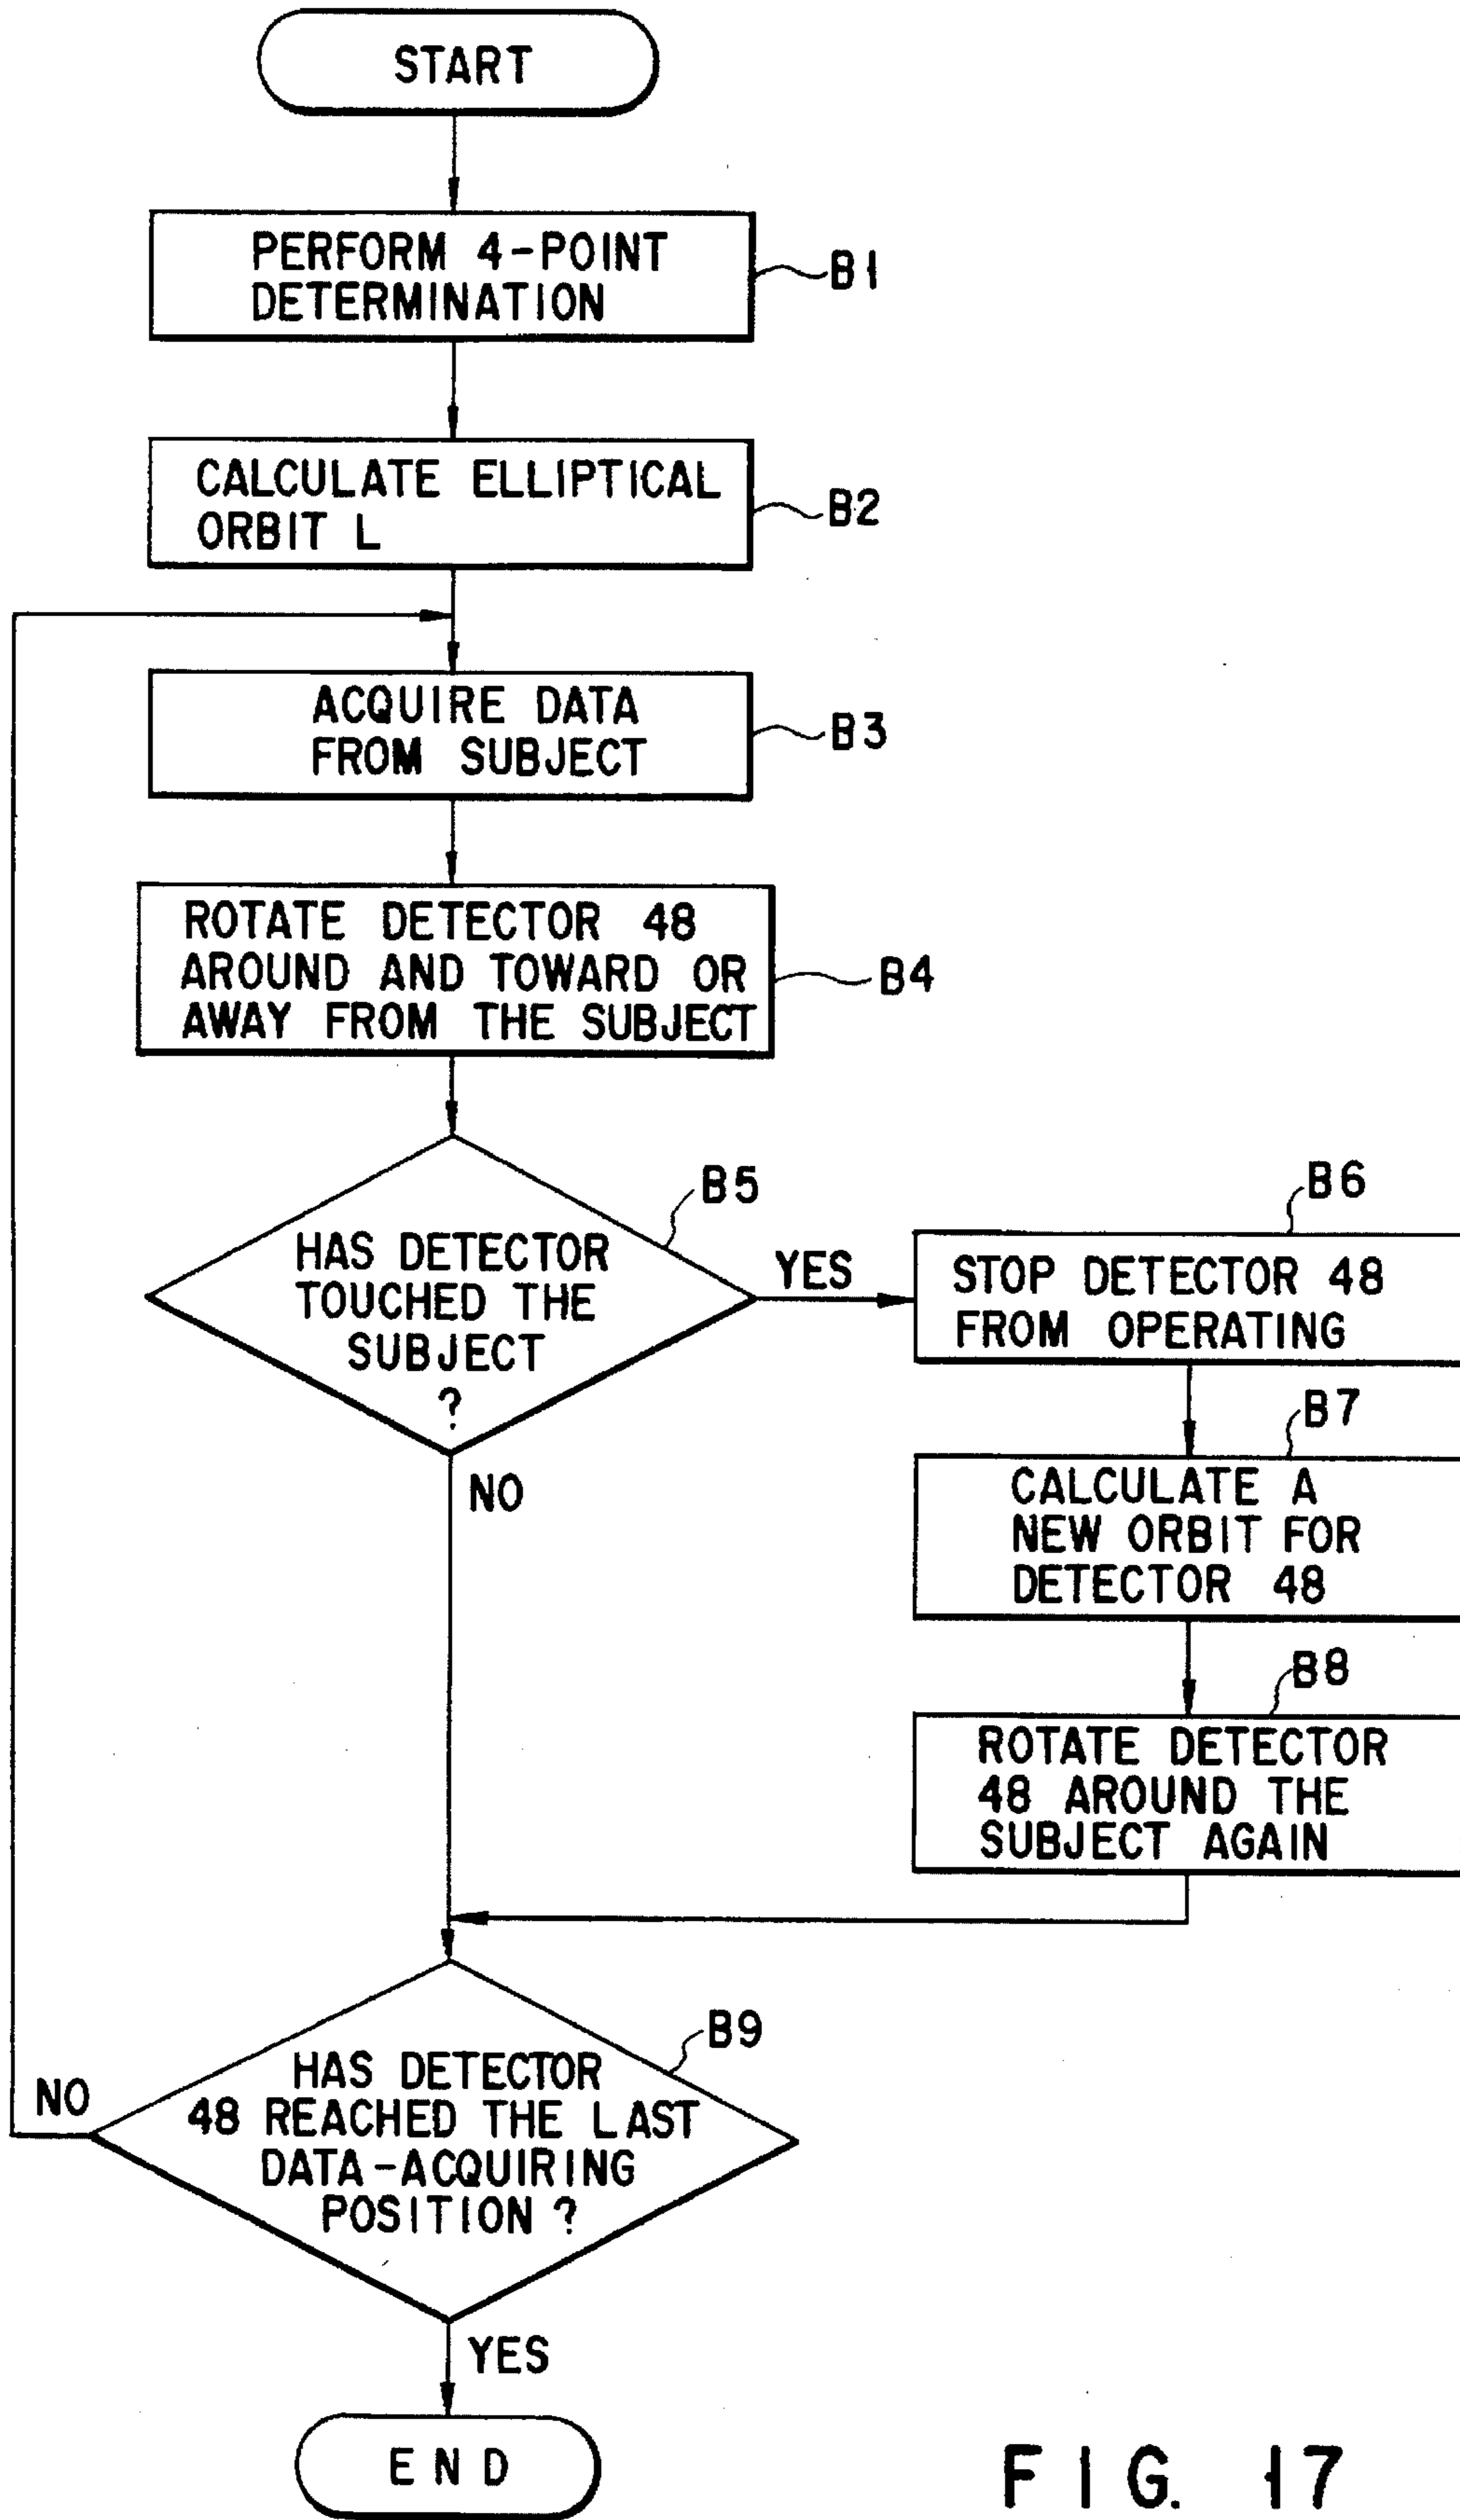 START
PERFORM 4-POINT
DETERMINATION
B1
CALCULATE ELLIPTICAL
ORBIT L
B2
ACQUIRE DATA
FROM SUBJECT
B3
ROTATE DETECTOR 48
AROUND AND TOWARD OR
AWAY FROM THE SUBJECT
B4
HAS DETECTOR
TOUCHED THE
SUBJECT
?
B5
YES
NO
B6
STOP DETECTOR 48
FROM OPERATING
B7
CALCULATE A
NEW ORBIT FOR
DETECTOR 48
B8
ROTATE DETECTOR
48 AROUND THE
SUBJECT AGAIN
B9
HAS DETECTOR
48 REACHED THE LAST
DATA-ACQUIRING
POSITION ?
NO
YES
END
FIG. 17